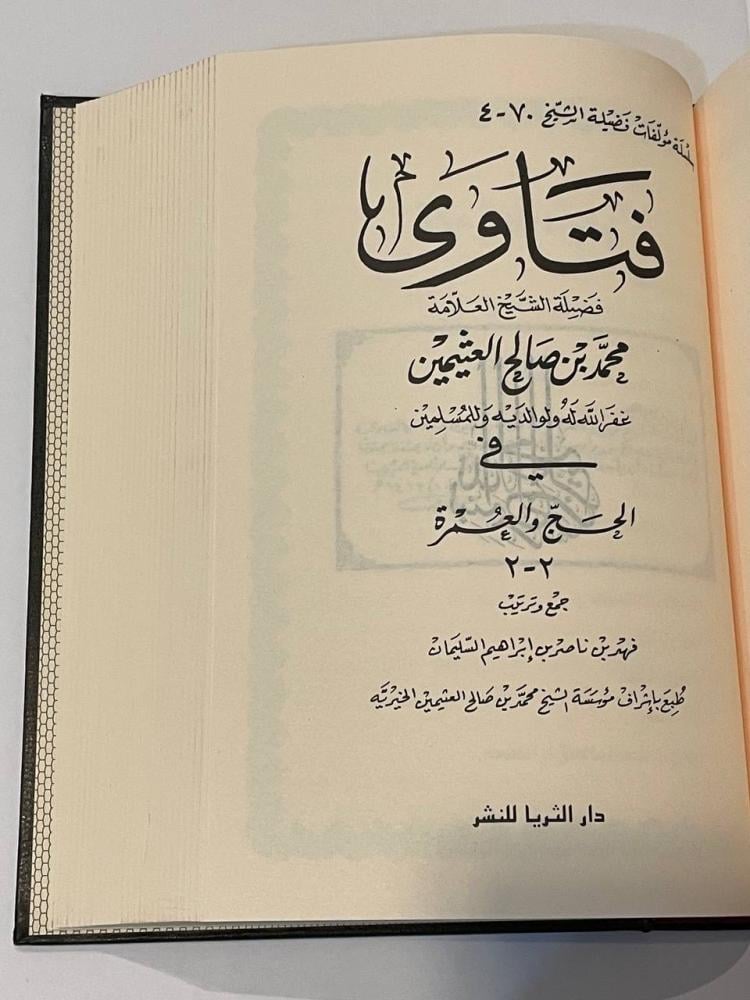 سلسلة مؤلفات فضيلة الشيخ ٧٠-٤
فتاوى
فضيلة الشيخ العلامة
محمد بن صالح العثيمين
غفر الله له ولوالديه وللمسلمين
في
الحج والعمرة
٢-٢
جمع وترتيب
فهد بن ناصر بن إبراهيم السليمان
طبع بإشراف مؤسسة الشيخ محمد بن صالح العثيمين الخيرية
دار الثريا للنشر